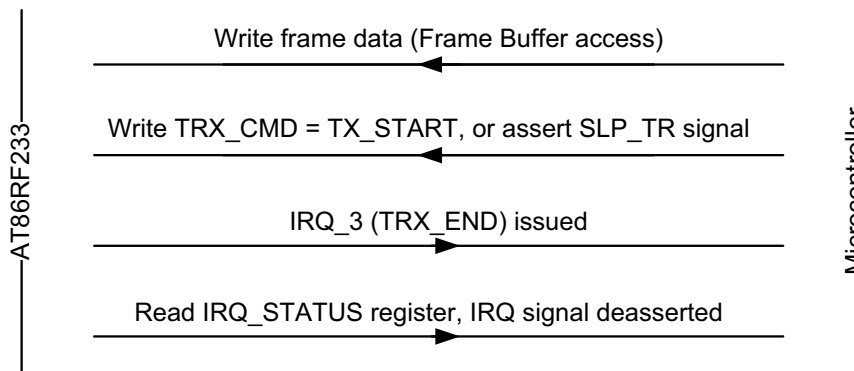 Write frame data (Frame Buffer access)
Write TRX_CMD = TX_START, or assert SLP_TR signal
IRQ_3 (TRX_END) issued
Read IRQ_STATUS register, IRQ signal deasserted
AT86RF233
Microcontroller